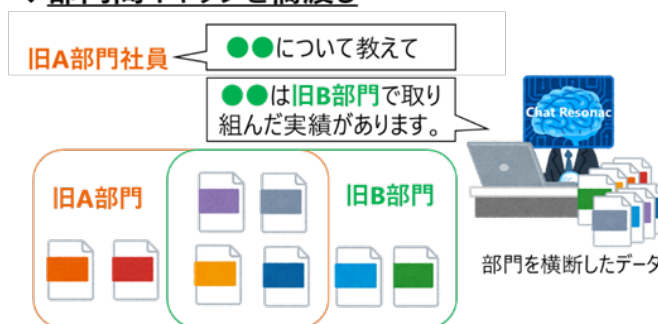 旧A部門社員
●●について教えて
●●は旧B部門で取り
組んだ実績があります。
Chat Resonac
旧A部門
旧B部門
部門を横断したデータ